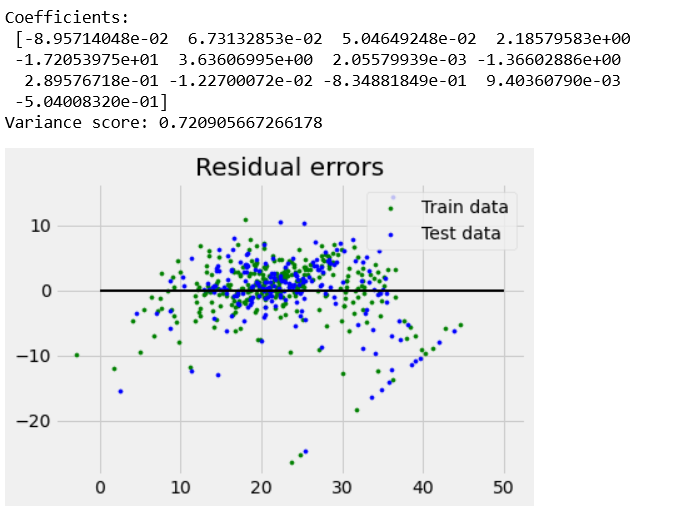 Coefficients:
[-8.95714048e-02 6.73132853e-02 5.04649248e-02 2.18579583e+00
-1.72053975e+01 3.63606995e+00 2.05579939e-03 -1.36602886e+00
2.89576718e-01 -1.22700072e-02 -8.34881849e-01 9.40360790e-03
-5.04008320e-01]
Variance score: 0.720905667266178
Residual errors
Train data
Test data
10
0
−10
−20
0 10 20 30 40 50